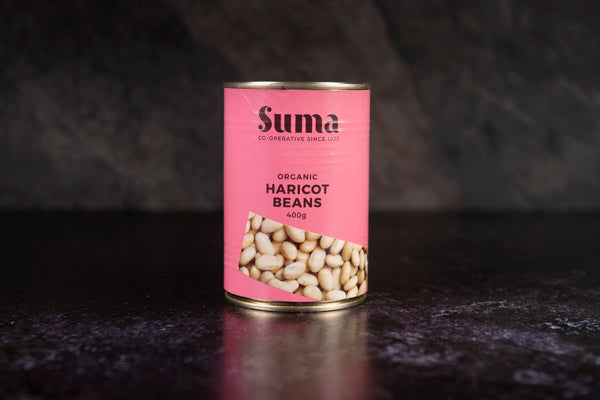 Suma
CO-OPERATIVE SINCE 1977
ORGANIC
HARICOT
BEANS
400g